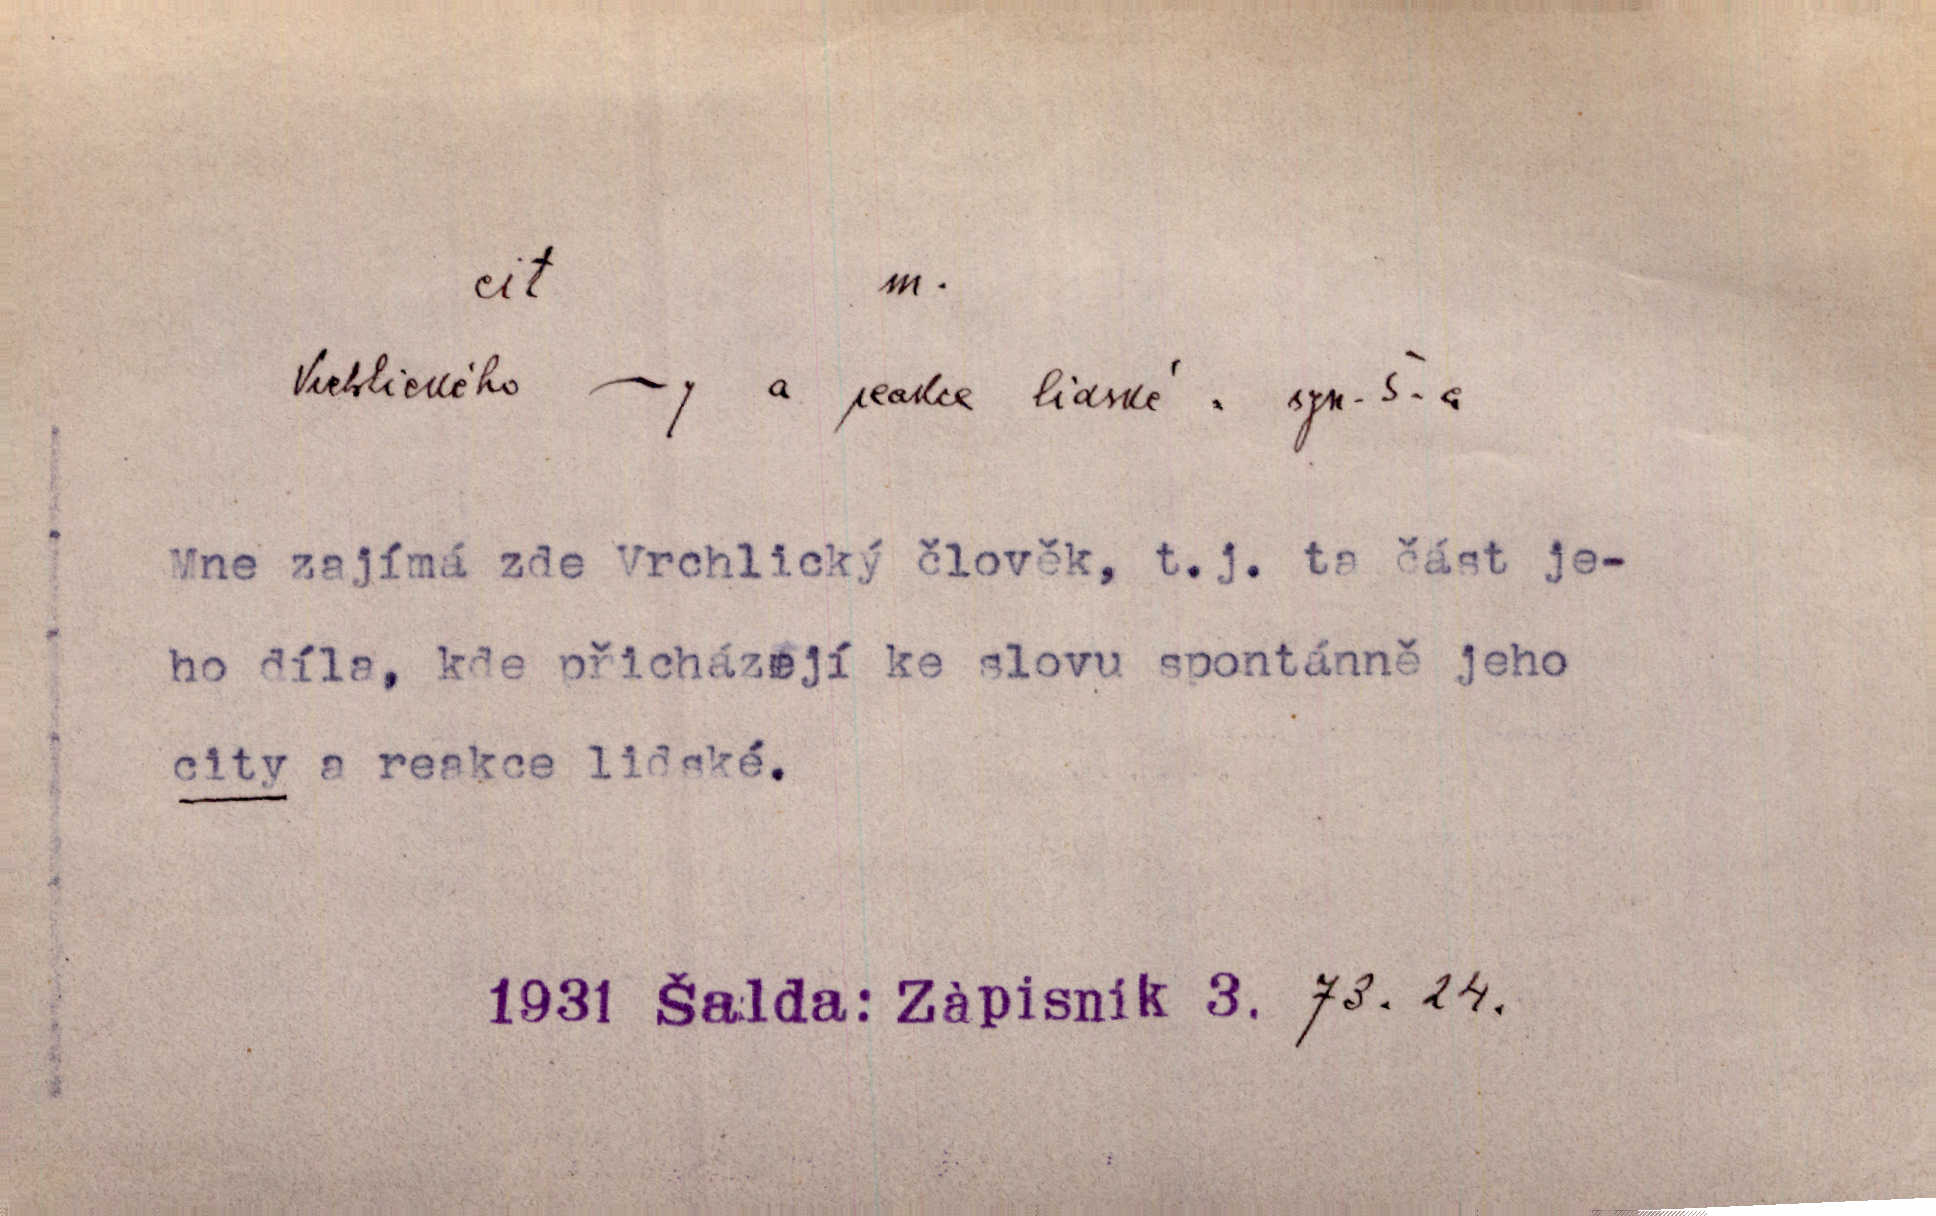 cit m.
Vrchlického —y a reakce lidské. syn. S. a
Mne zajímá zde Vrchlický člověk, t.j. ta část je-
ho díla, kde přicházejí ke slovu spontánně jeho
city a reakce lidské.
1931 Šalda: Zápisník 3. 73. 24.